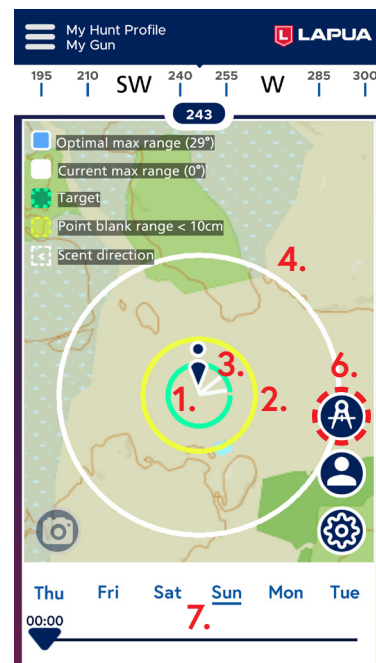 My Hunt Profile
My Gun
LAPUA
195 210 SW 240 255 W 285 300
243
Optimal max range (29°)
Current max range (0°)
Target
Point blank range < 10cm
Scent direction
4.
3.
6.
1.
2.
Thu Fri Sat Sun Mon Tue
7.
00:00